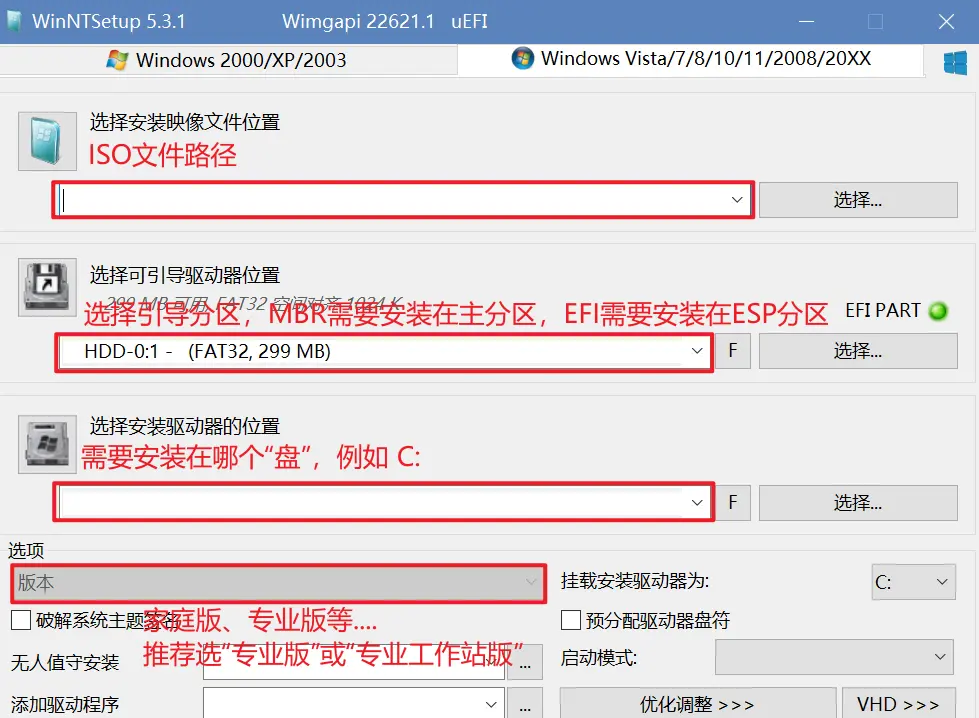 WinNTSetup 5.3.1 Wimgapi 22621.1 uEFI
Windows 2000/XP/2003
Windows Vista/7/8/10/11/2008/20XX
选择安装映像文件位置
ISO文件路径
选择...
选择可引导驱动器位置
299 MB 可用, FAT32 空间对齐 1024 K
选择引导分区，MBR需要安装在主分区，EFI需要安装在ESP分区
EFI PART
HDD-0:1 - (FAT32, 299 MB)
F
选择...
选择安装驱动器的位置
需要安装在哪个“盘”，例如 C:
F
选择...
选项
版本
挂载安装驱动器为:
C:
破解系统主题签名
家庭版、专业版等....
预分配驱动器盘符
无人值守安装
推荐选“专业版”或“专业工作站版”
...
启动模式:
添加驱动程序
...
优化调整 >>>
VHD >>>